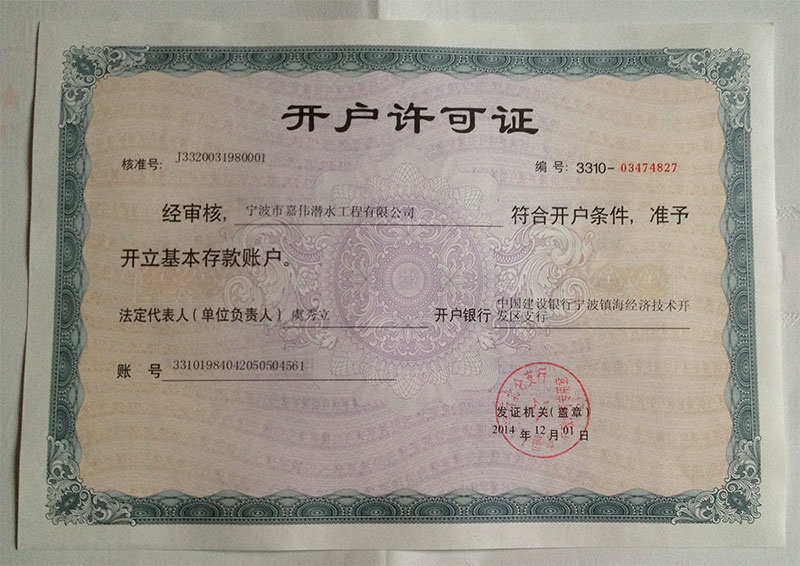 开户许可证
核准号: J3320031980001 编号: 3310-03474827
经审核, 宁波市嘉伟潜水工程有限公司 符合开户条件, 准予
开立基本存款账户。
法定代表人(单位负责人) 虞芳立 开户银行 中国建设银行宁波镇海经济技术开
发区支行
账 号 33101984042050504561
发证机关(盖章)
2014 年 12 月 01 日